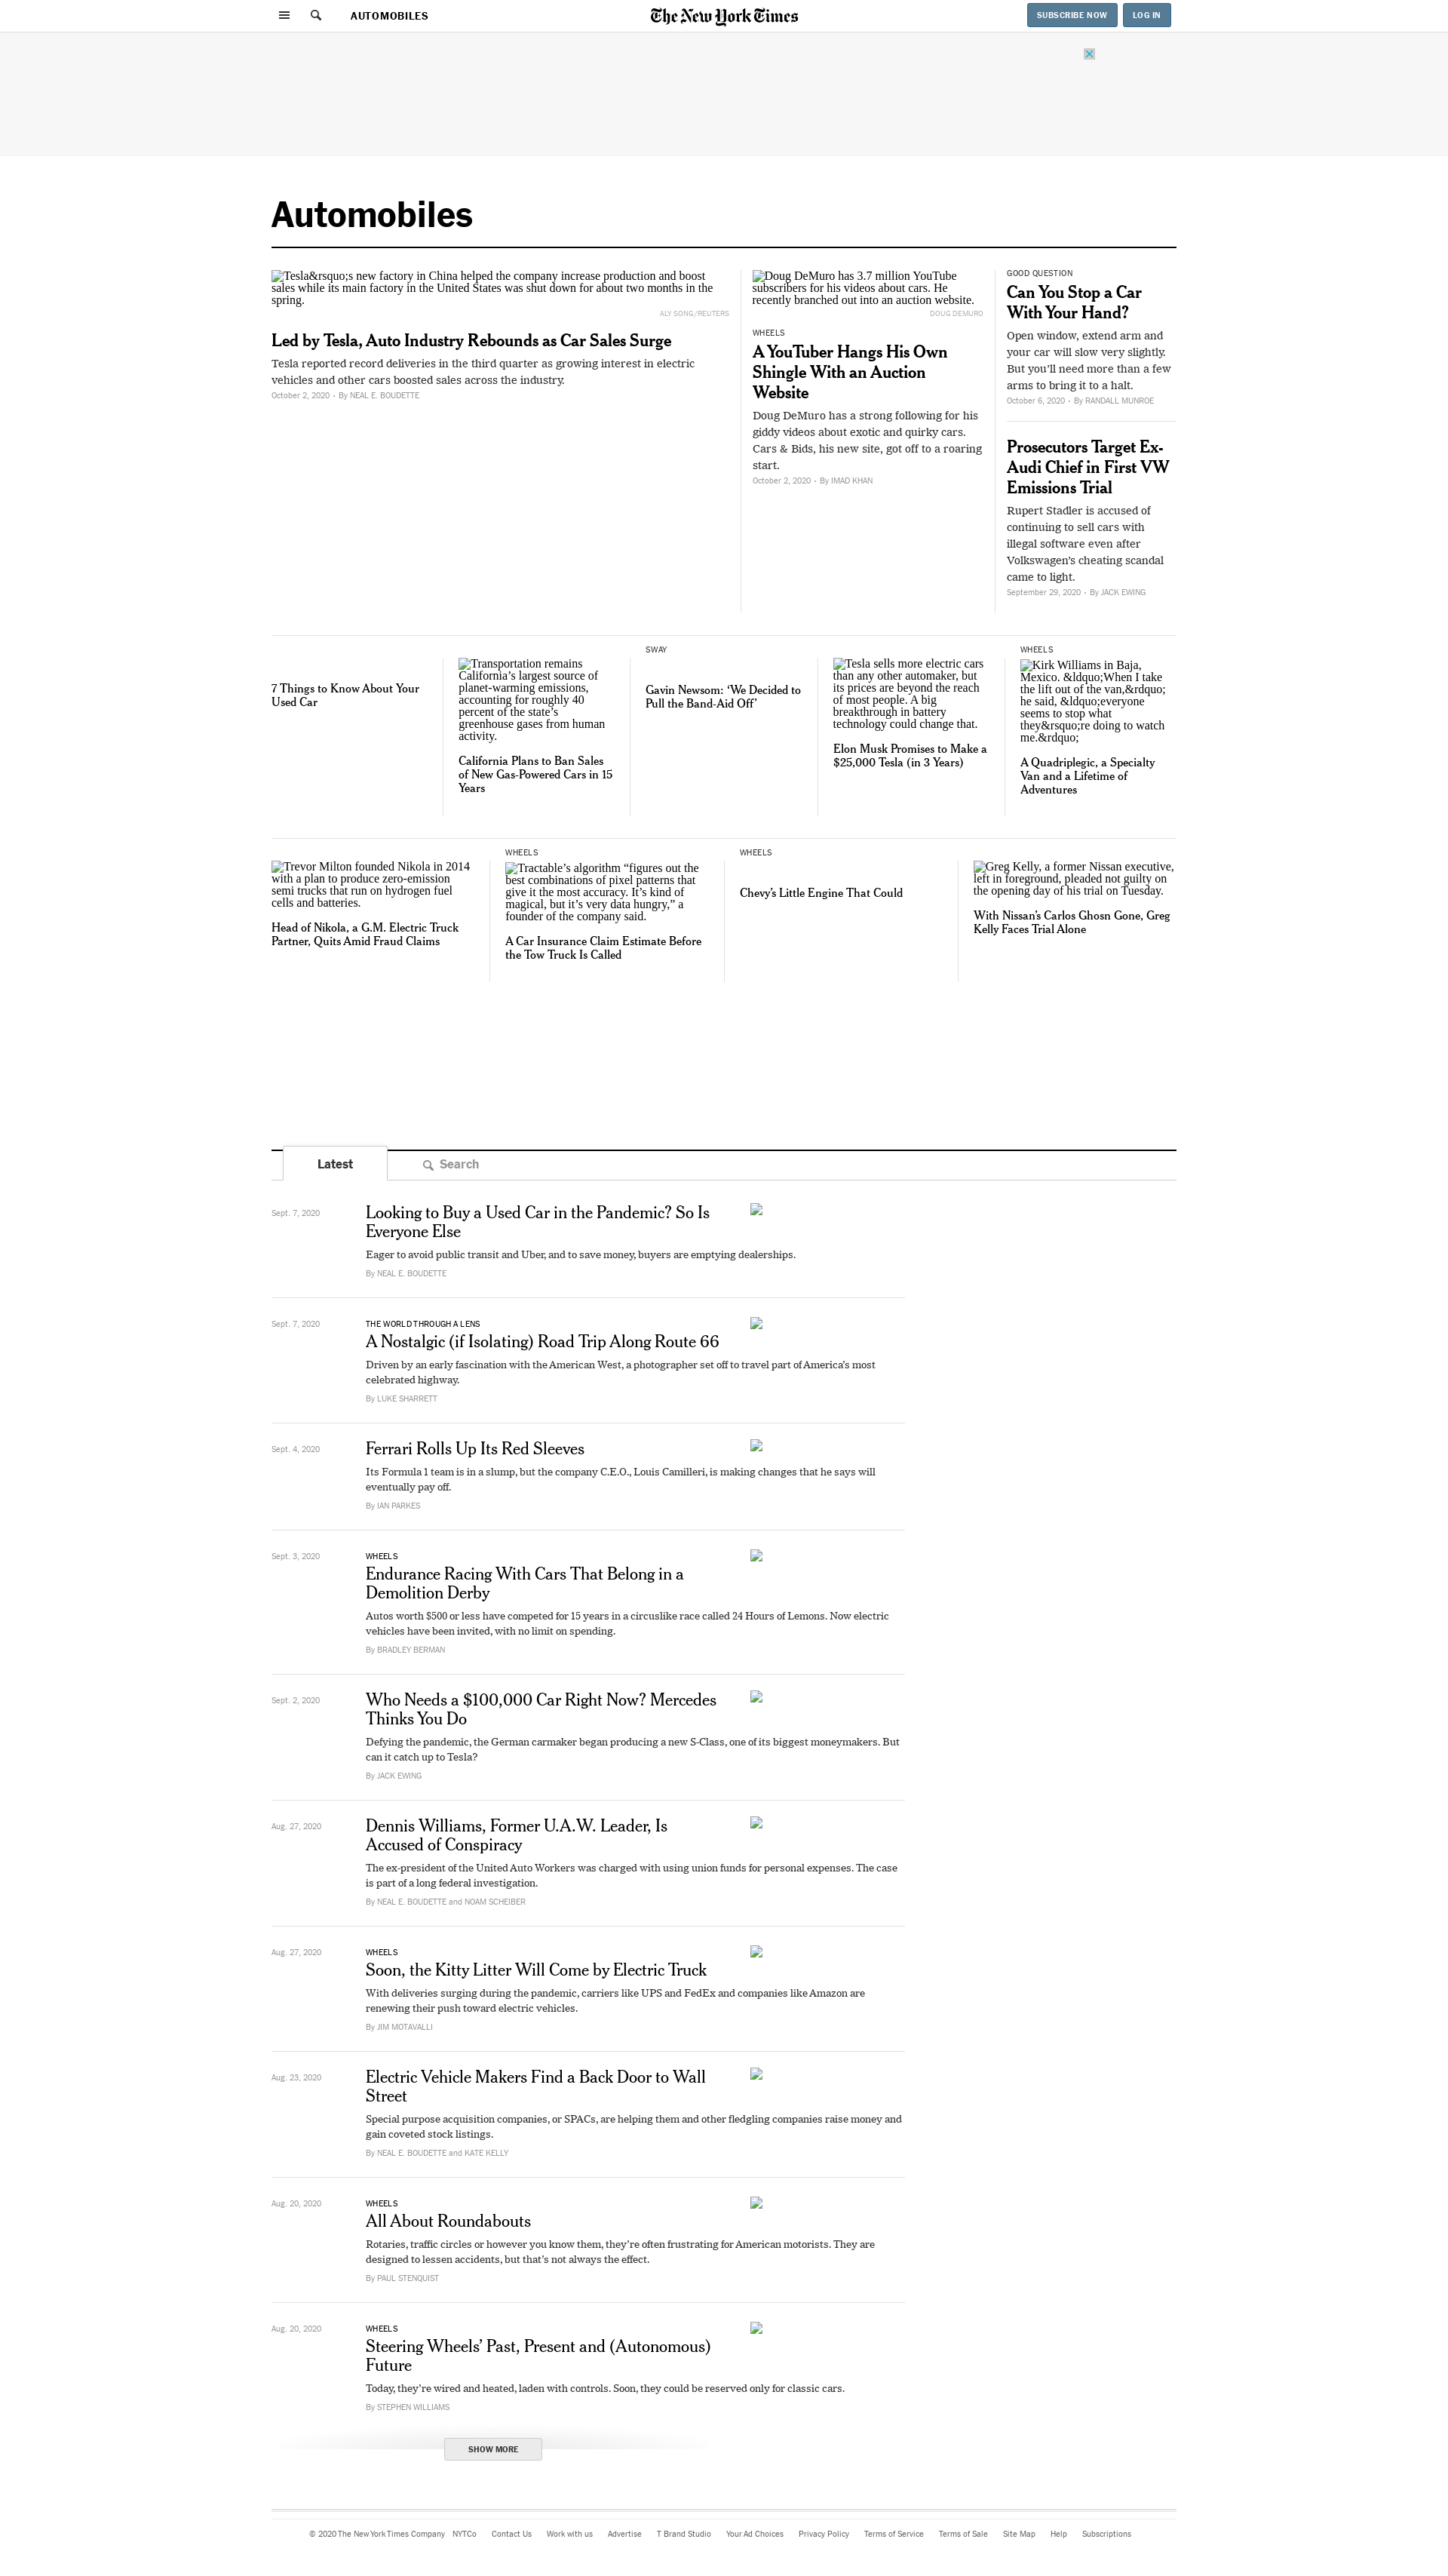 AUTOMOBILES
The New York Times
SUBSCRIBE NOW
LOG IN
Automobiles
Tesla&rsquo;s new factory in China helped the company increase production and boost
sales while its main factory in the United States was shut down for about two months in the
spring.
ALY SONG/REUTERS
Led by Tesla, Auto Industry Rebounds as Car Sales Surge
Tesla reported record deliveries in the third quarter as growing interest in electric
vehicles and other cars boosted sales across the industry.
October 2, 2020 • By NEAL E. BOUDETTE
Doug DeMuro has 3.7 million YouTube
subscribers for his videos about cars. He
recently branched out into an auction website.
DOUG DEMURO
WHEELS
A YouTuber Hangs His Own
Shingle With an Auction
Website
Doug DeMuro has a strong following for his
giddy videos about exotic and quirky cars.
Cars & Bids, his new site, got off to a roaring
start.
October 2, 2020 • By IMAD KHAN
GOOD QUESTION
Can You Stop a Car
With Your Hand?
Open window, extend arm and
your car will slow very slightly.
But you’ll need more than a few
arms to bring it to a halt.
October 6, 2020 • By RANDALL MUNROE
Prosecutors Target Ex-
Audi Chief in First VW
Emissions Trial
Rupert Stadler is accused of
continuing to sell cars with
illegal software even after
Volkswagen’s cheating scandal
came to light.
September 29, 2020 • By JACK EWING
7 Things to Know About Your
Used Car
Transportation remains
California’s largest source of
planet-warming emissions,
accounting for roughly 40
percent of the state’s
greenhouse gases from human
activity.
California Plans to Ban Sales
of New Gas-Powered Cars in 15
Years
SWAY
Gavin Newsom: ‘We Decided to
Pull the Band-Aid Off’
Tesla sells more electric cars
than any other automaker, but
its prices are beyond the reach
of most people. A big
breakthrough in battery
technology could change that.
Elon Musk Promises to Make a
$25,000 Tesla (in 3 Years)
WHEELS
Kirk Williams in Baja,
Mexico. &ldquo;When I take
the lift out of the van,&rdquo;
he said, &ldquo;everyone
seems to stop what
they&rsquo;re doing to watch
me.&rdquo;
A Quadriplegic, a Specialty
Van and a Lifetime of
Adventures
Trevor Milton founded Nikola in 2014
with a plan to produce zero-emission
semi trucks that run on hydrogen fuel
cells and batteries.
Head of Nikola, a G.M. Electric Truck
Partner, Quits Amid Fraud Claims
WHEELS
Tractable’s algorithm “figures out the
best combinations of pixel patterns that
give it the most accuracy. It’s kind of
magical, but it’s very data hungry,” a
founder of the company said.
A Car Insurance Claim Estimate Before
the Tow Truck Is Called
WHEELS
Chevy’s Little Engine That Could
Greg Kelly, a former Nissan executive,
left in foreground, pleaded not guilty on
the opening day of his trial on Tuesday.
With Nissan’s Carlos Ghosn Gone, Greg
Kelly Faces Trial Alone
Latest
Search
Sept. 7, 2020
Looking to Buy a Used Car in the Pandemic? So Is
Everyone Else
Eager to avoid public transit and Uber, and to save money, buyers are emptying dealerships.
By NEAL E. BOUDETTE
Sept. 7, 2020
THE WORLD THROUGH A LENS
A Nostalgic (if Isolating) Road Trip Along Route 66
Driven by an early fascination with the American West, a photographer set off to travel part of America’s most
celebrated highway.
By LUKE SHARRETT
Sept. 4, 2020
Ferrari Rolls Up Its Red Sleeves
Its Formula 1 team is in a slump, but the company C.E.O., Louis Camilleri, is making changes that he says will
eventually pay off.
By IAN PARKES
Sept. 3, 2020
WHEELS
Endurance Racing With Cars That Belong in a
Demolition Derby
Autos worth $500 or less have competed for 15 years in a circuslike race called 24 Hours of Lemons. Now electric
vehicles have been invited, with no limit on spending.
By BRADLEY BERMAN
Sept. 2, 2020
Who Needs a $100,000 Car Right Now? Mercedes
Thinks You Do
Defying the pandemic, the German carmaker began producing a new S-Class, one of its biggest moneymakers. But
can it catch up to Tesla?
By JACK EWING
Aug. 27, 2020
Dennis Williams, Former U.A.W. Leader, Is
Accused of Conspiracy
The ex-president of the United Auto Workers was charged with using union funds for personal expenses. The case
is part of a long federal investigation.
By NEAL E. BOUDETTE and NOAM SCHEIBER
Aug. 27, 2020
WHEELS
Soon, the Kitty Litter Will Come by Electric Truck
With deliveries surging during the pandemic, carriers like UPS and FedEx and companies like Amazon are
renewing their push toward electric vehicles.
By JIM MOTAVALLI
Aug. 23, 2020
Electric Vehicle Makers Find a Back Door to Wall
Street
Special purpose acquisition companies, or SPACs, are helping them and other fledgling companies raise money and
gain coveted stock listings.
By NEAL E. BOUDETTE and KATE KELLY
Aug. 20, 2020
WHEELS
All About Roundabouts
Rotaries, traffic circles or however you know them, they’re often frustrating for American motorists. They are
designed to lessen accidents, but that’s not always the effect.
By PAUL STENQUIST
Aug. 20, 2020
WHEELS
Steering Wheels’ Past, Present and (Autonomous)
Future
Today, they’re wired and heated, laden with controls. Soon, they could be reserved only for classic cars.
By STEPHEN WILLIAMS
SHOW MORE
© 2020 The New York Times Company NYTCo Contact Us Work with us Advertise T Brand Studio Your Ad Choices Privacy Policy Terms of Service Terms of Sale Site Map Help Subscriptions